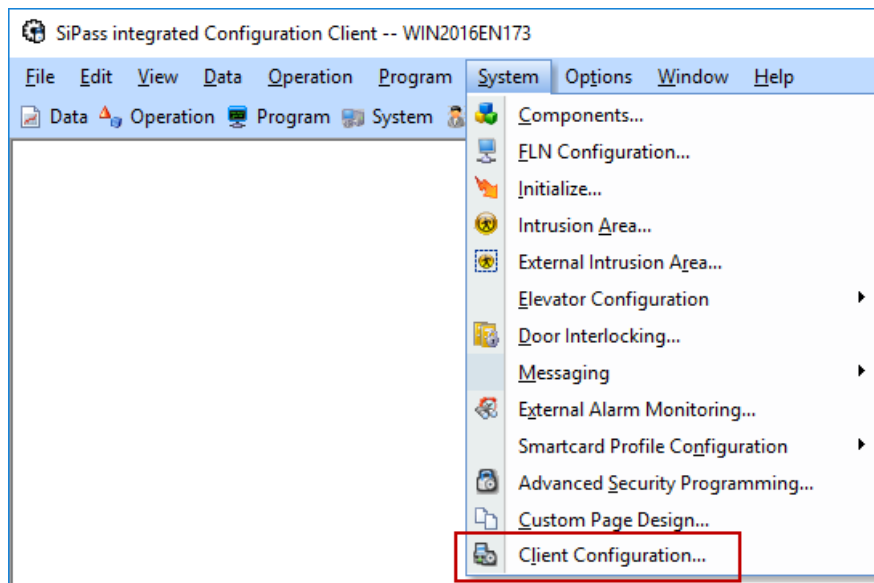 SiPass integrated Configuration Client -- WIN2016EN173
File Edit View Data Operation Program System Options Window Help
Data Operation Program System
Components...
FLN Configuration...
Initialize...
Intrusion Area...
External Intrusion Area...
Elevator Configuration
Door Interlocking...
Messaging
External Alarm Monitoring...
Smartcard Profile Configuration
Advanced Security Programming...
Custom Page Design...
Client Configuration...